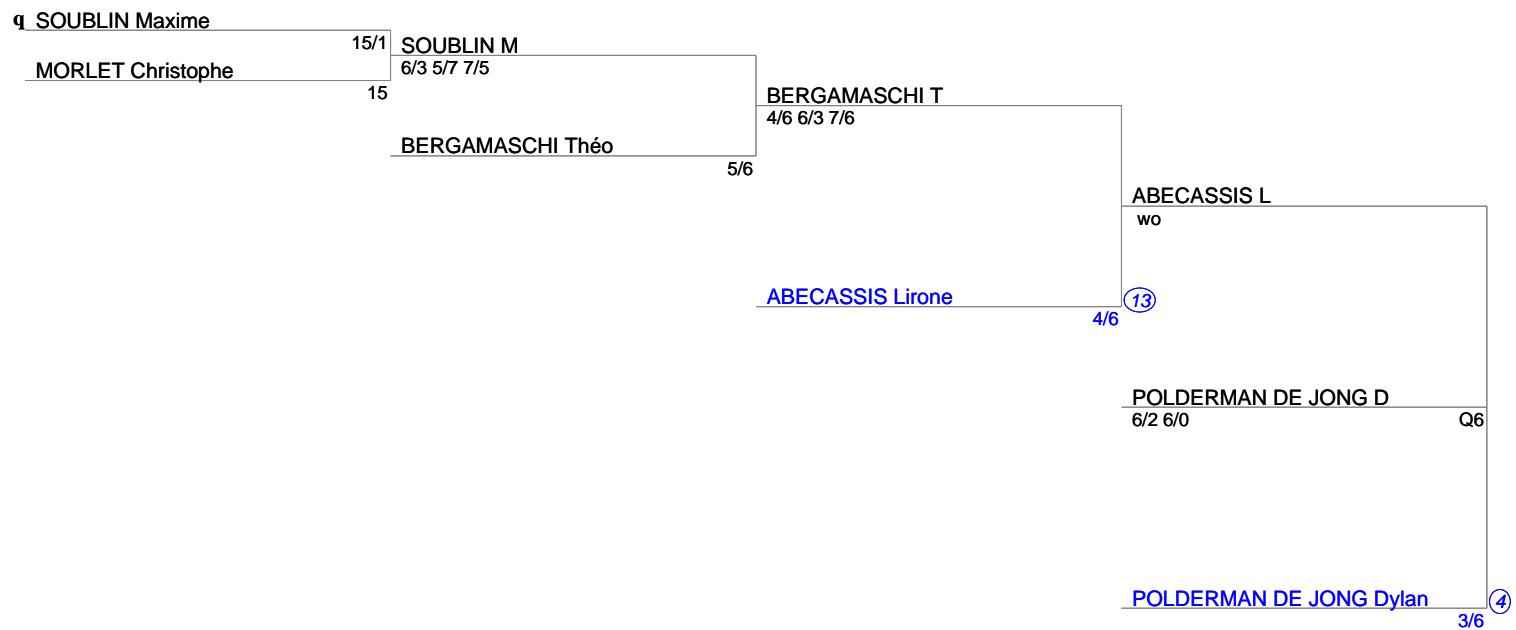 q SOUBLIN Maxime
15/1
SOUBLIN M
6/3 5/7 7/5
MORLET Christophe
15
BERGAMASCHI T
4/6 6/3 7/6
BERGAMASCHI Théo
5/6
ABECASSIS L
wo
ABECASSIS Lirone
13
4/6
POLDERMAN DE JONG D
6/2 6/0
Q6
POLDERMAN DE JONG Dylan
4
3/6